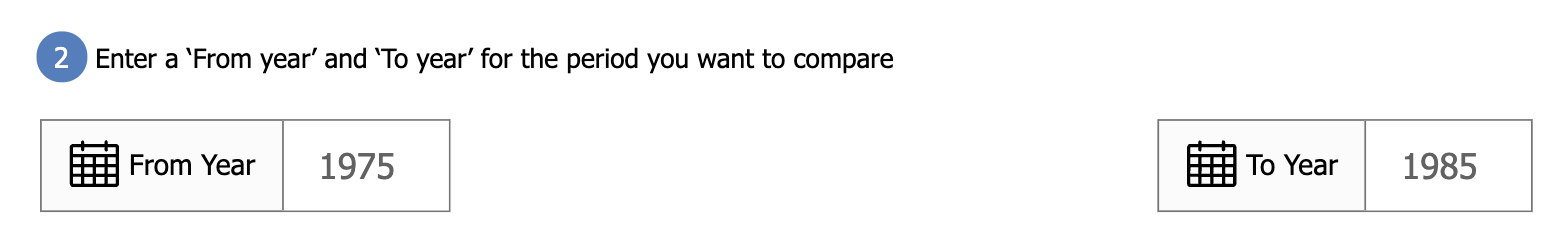 2 Enter a ‘From year’ and ‘To year’ for the period you want to compare
From Year 1975 To Year 1985